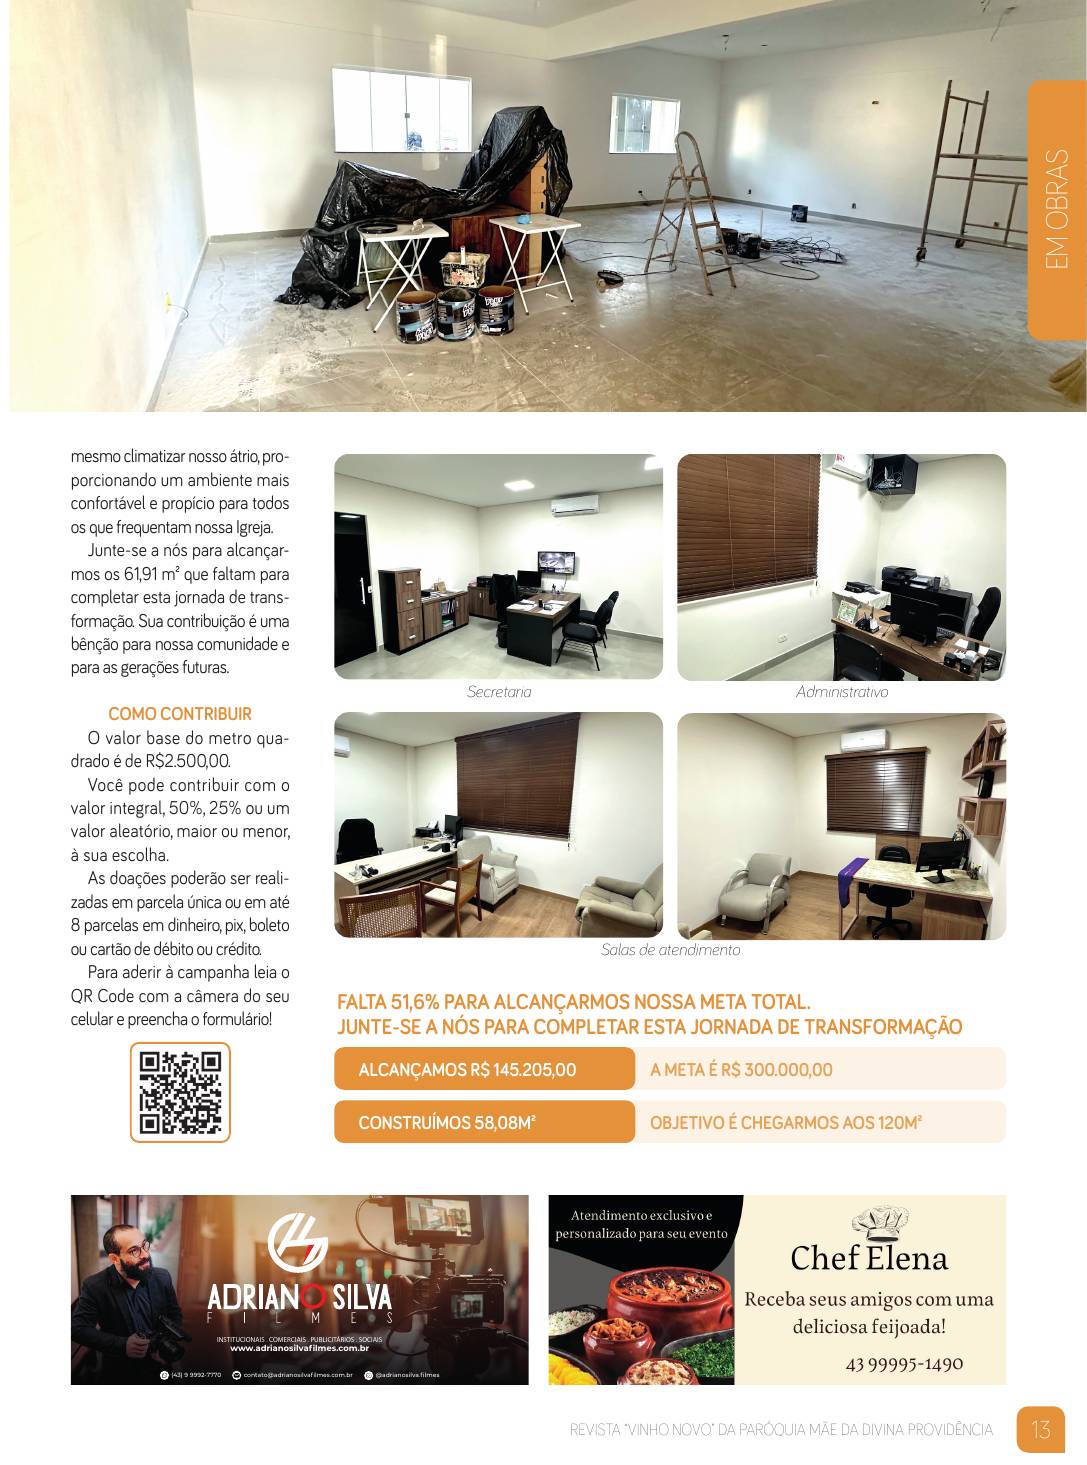 EM OBRAS
mesmo climatizar nosso átrio, pro-
porcionando um ambiente mais
confortável e propício para todos
os que frequentam nossa Igreja.
Junte-se a nós para alcançar-
mos os 61,91 m² que faltam para
completar esta jornada de trans-
formação. Sua contribuição é uma
bênção para nossa comunidade e
para as gerações futuras.
COMO CONTRIBUIR
O valor base do metro qua-
drado é de R$2.500,00.
Você pode contribuir com o
valor integral, 50%, 25% ou um
valor aleatório, maior ou menor,
à sua escolha.
As doações poderão ser reali-
zadas em parcela única ou em até
8 parcelas em dinheiro, pix, boleto
ou cartão de débito ou crédito.
Para aderir à campanha leia o
QR Code com a câmera do seu
celular e preencha o formulário!
Secretaria
Administrativo
Salas de atendimento
FALTA 51,6% PARA ALCANÇARMOS NOSSA META TOTAL.
JUNTE-SE A NÓS PARA COMPLETAR ESTA JORNADA DE TRANSFORMAÇÃO
ALCANÇAMOS R$ 145.205,00
A META É R$ 300.000,00
CONSTRUÍMOS 58,08M²
OBJETIVO É CHEGARMOS AOS 120M²
ADRIANO SILVA
FILMES
INSTITUCIONAIS . COMERCIAIS . PUBLICITÁRIOS . SOCIAIS
www.adrianosilvafilmes.com.br
(43) 9 9992-7770
contato@adrianosilvafilmes.com.br
@adrianosilva.filmes
Atendimento exclusivo e
personalizado para seu evento
Chef Elena
Receba seus amigos com uma
deliciosa feijoada!
43 99995-1490
REVISTA "VINHO NOVO" DA PARÓQUIA MÃE DA DIVINA PROVIDÊNCIA
13